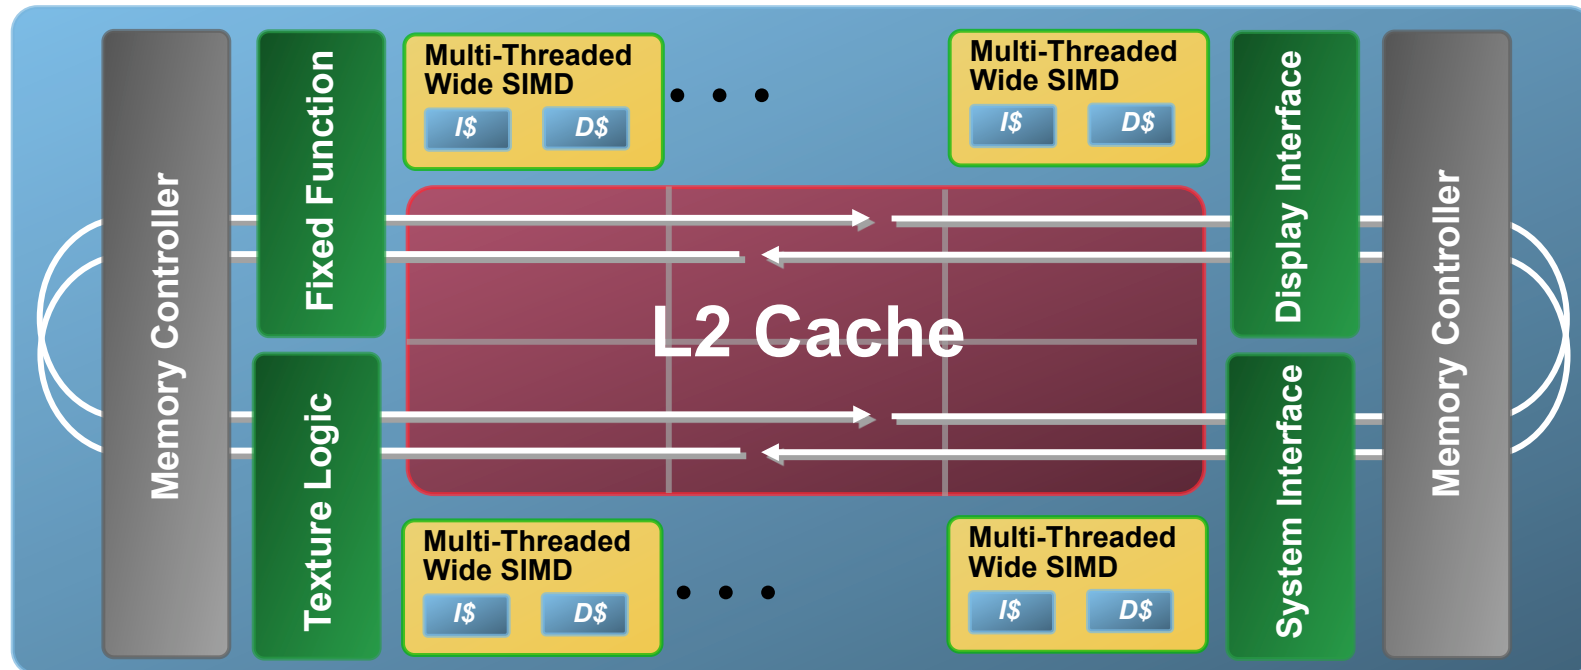 Memory Controller
Fixed Function
Texture Logic
Multi-Threaded
Wide SIMD
I$
D$
• • •
Multi-Threaded
Wide SIMD
I$
D$
L2 Cache
Multi-Threaded
Wide SIMD
I$
D$
• • •
Multi-Threaded
Wide SIMD
I$
D$
Display Interface
System Interface
Memory Controller